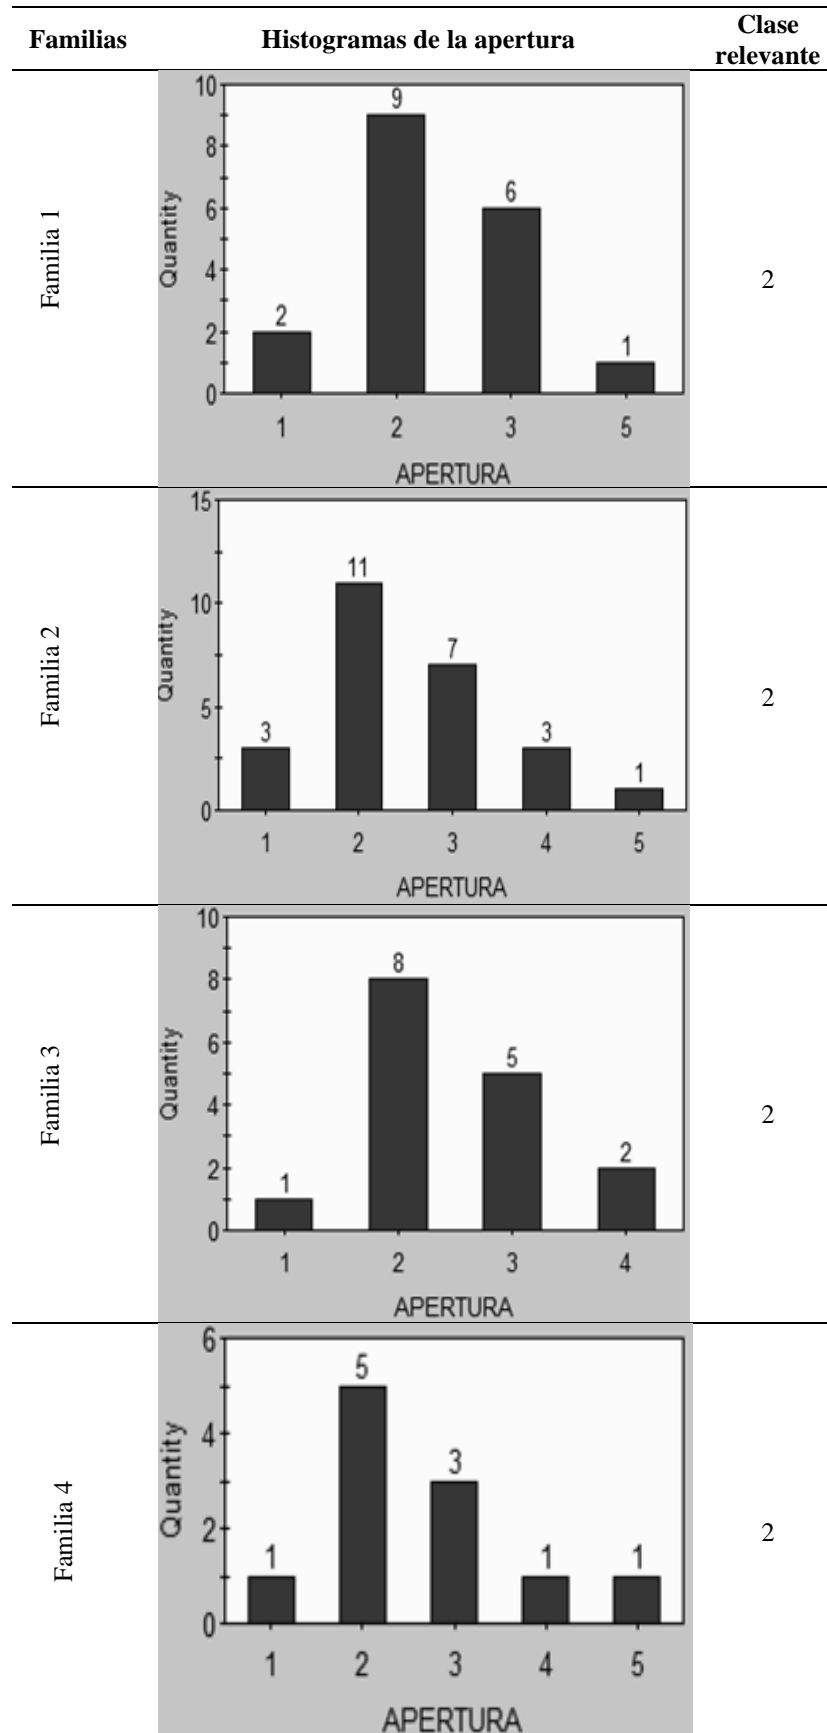 Familias Histogramas de la apertura Clase
relevante
Familia 1
Quantity
10
8
6
4
2
0
2
9
6
1
1 2 3 5
APERTURA
2
Familia 2
Quantity
15
10
5
0
3
11
7
3
1
1 2 3 4 5
APERTURA
2
Familia 3
Quantity
10
8
6
4
2
0
1
8
5
2
1 2 3 4
APERTURA
2
Familia 4
Quantity
6
4
2
0
1
5
3
1
1
1 2 3 4 5
APERTURA
2